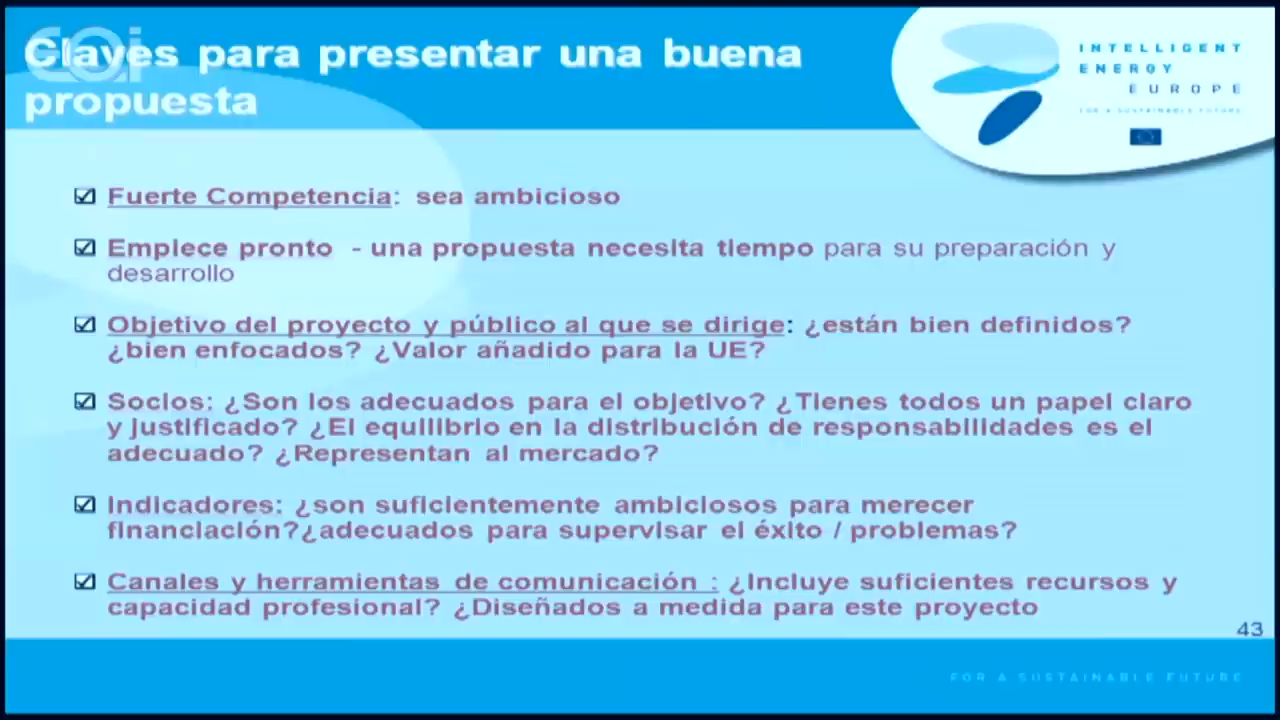 Claves para presentar una buena
propuesta
INTELLIGENT
ENERGY
EUROPE
FOR A SUSTAINABLE FUTURE
☑ Fuerte Competencia: sea ambicioso
☑ Empiece pronto - una propuesta necesita tiempo para su preparación y
desarrollo
☑ Objetivo del proyecto y público al que se dirige: ¿están bien definidos?
¿bien enfocados? ¿Valor añadido para la UE?
☑ Socios: ¿Son los adecuados para el objetivo? ¿Tienes todos un papel claro
y justificado? ¿El equilibrio en la distribución de responsabilidades es el
adecuado? ¿Representan al mercado?
☑ Indicadores: ¿son suficientemente ambiciosos para merecer
financiación?¿adecuados para supervisar el éxito / problemas?
☑ Canales y herramientas de comunicación : ¿Incluye suficientes recursos y
capacidad profesional? ¿Diseñados a medida para este proyecto
43
FOR A SUSTAINABLE FUTURE